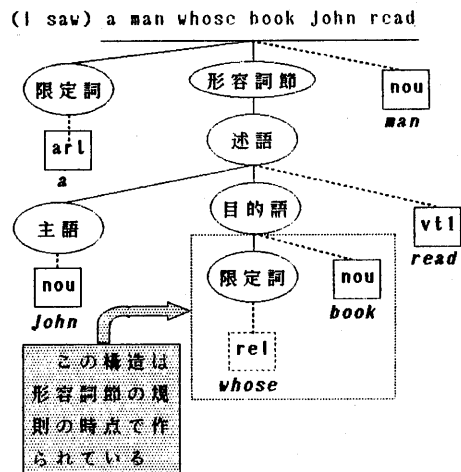 (I saw) a man whose book John read
限定詞
形容詞節
nou
man
art
a
述語
主語
目的語
vt1
read
nou
John
限定詞
nou
book
rel
whose
この構造は
形容詞節の規
則の時点で作
られている